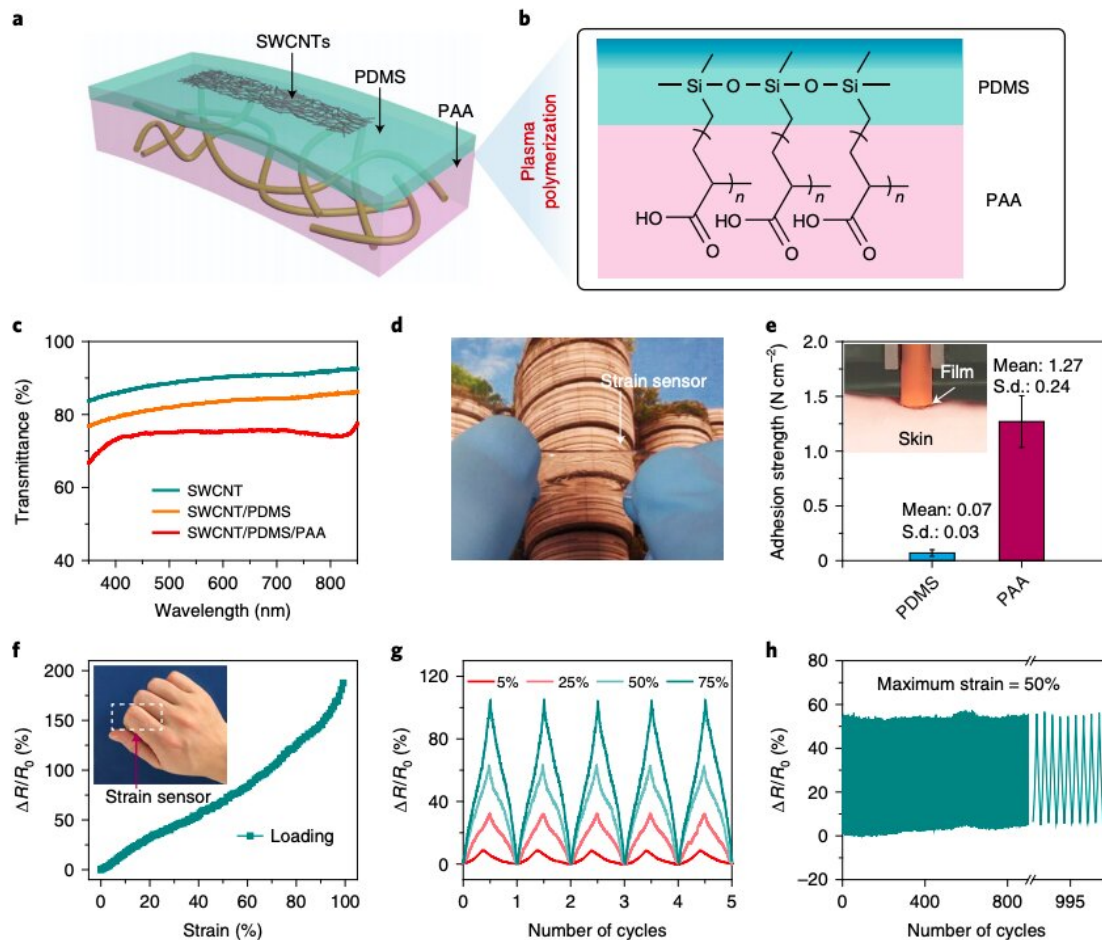 a
SWCNTs
PDMS
PAA
b
Plasma
polymerization
Si
O
Si
O
Si
n
n
n
HO
O
HO
O
HO
O
PDMS
PAA
c
100
80
60
40
Transmittance (%)
SWCNT
SWCNT/PDMS
SWCNT/PDMS/PAA
400
500
600
700
800
Wavelength (nm)
d
Strain sensor
e
2.0
1.5
1.0
0.5
0
Adhesion strength (N cm−2)
Film
Skin
Mean: 1.27
S.d.: 0.24
Mean: 0.07
S.d.: 0.03
PDMS
PAA
f
200
150
100
50
0
ΔR/R0 (%)
Strain sensor
Loading
0
20
40
60
80
100
Strain (%)
g
120
80
40
0
ΔR/R0 (%)
5%
25%
50%
75%
0
1
2
3
4
5
Number of cycles
h
80
60
40
20
0
−20
ΔR/R0 (%)
Maximum strain = 50%
0
400
800
995
Number of cycles